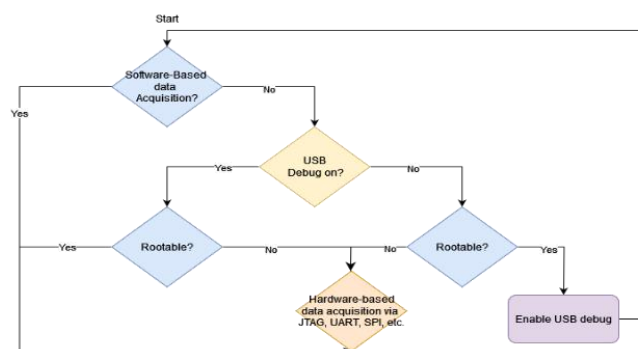 Start
Software-Based
data
Acquisition?
Yes
No
USB
Debug on?
Yes
No
Rootable?
Yes
No
No
Rootable?
Yes
Hardware-based
data acquisition via
JTAG, UART, SPI, etc.
Enable USB debug